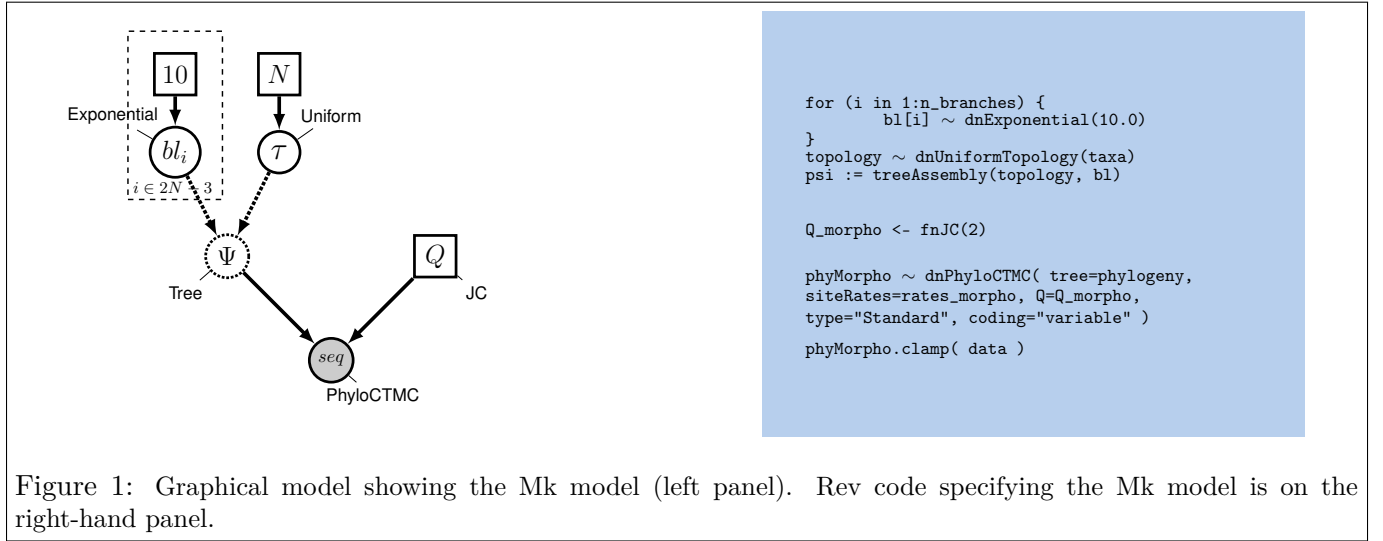 10
N
Exponential
Uniform
bl_i
τ
i ∈ 2N − 3
Ψ
Q
Tree
JC
seq
PhyloCTMC
for (i in 1:n_branches) {
bl[i] ∼ dnExponential(10.0)
}
topology ∼ dnUniformTopology(taxa)
psi := treeAssembly(topology, bl)
Q_morpho <- fnJC(2)
phyMorpho ∼ dnPhyloCTMC( tree=phylogeny,
siteRates=rates_morpho, Q=Q_morpho,
type="Standard", coding="variable" )
phyMorpho.clamp( data )
Figure 1: Graphical model showing the Mk model (left panel). Rev code specifying the Mk model is on the
right-hand panel.